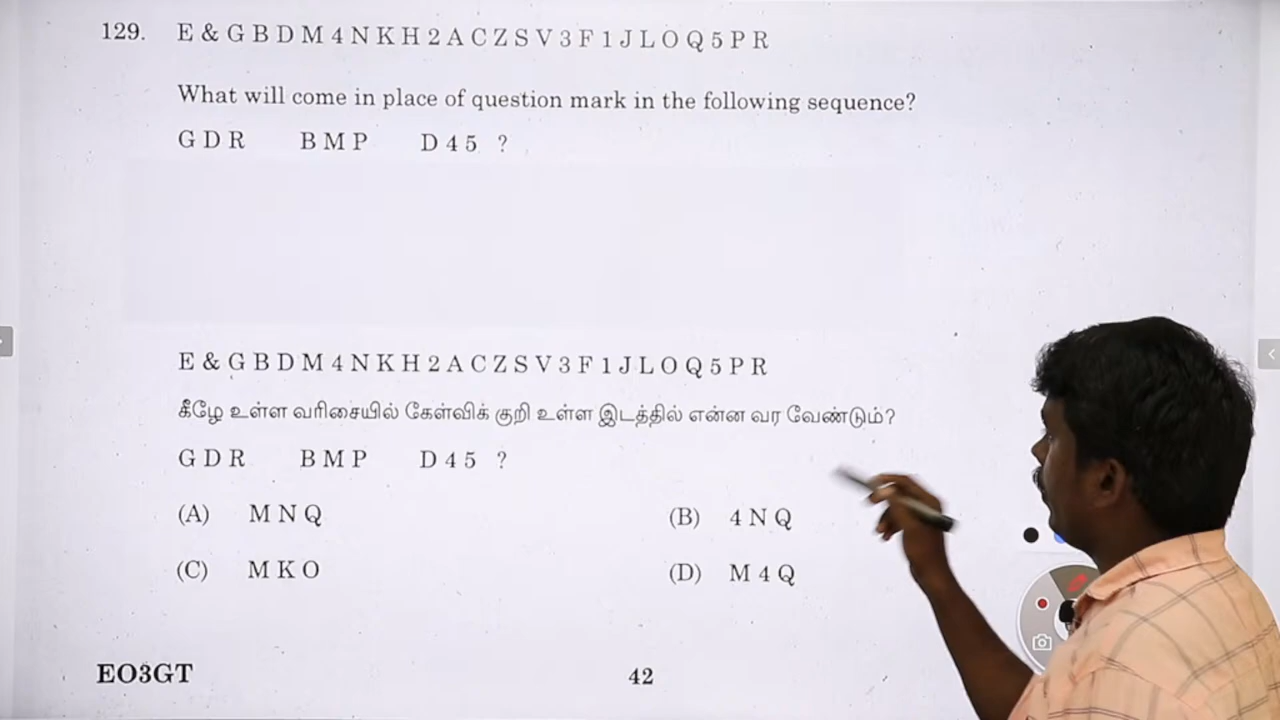 129. E & G B D M 4 N K H 2 A C Z S V 3 F 1 J L O Q 5 P R
What will come in place of question mark in the following sequence?
G D R B M P D 4 5 ?
E & G B D M 4 N K H 2 A C Z S V 3 F 1 J L O Q 5 P R
கீழே உள்ள வரிசையில் கேள்விக் குறி உள்ள இடத்தில் என்ன வர வேண்டும்?
G D R B M P D 4 5 ?
(A) M N Q (B) 4 N Q
(C) M K O (D) M 4 Q
EO3GT 42